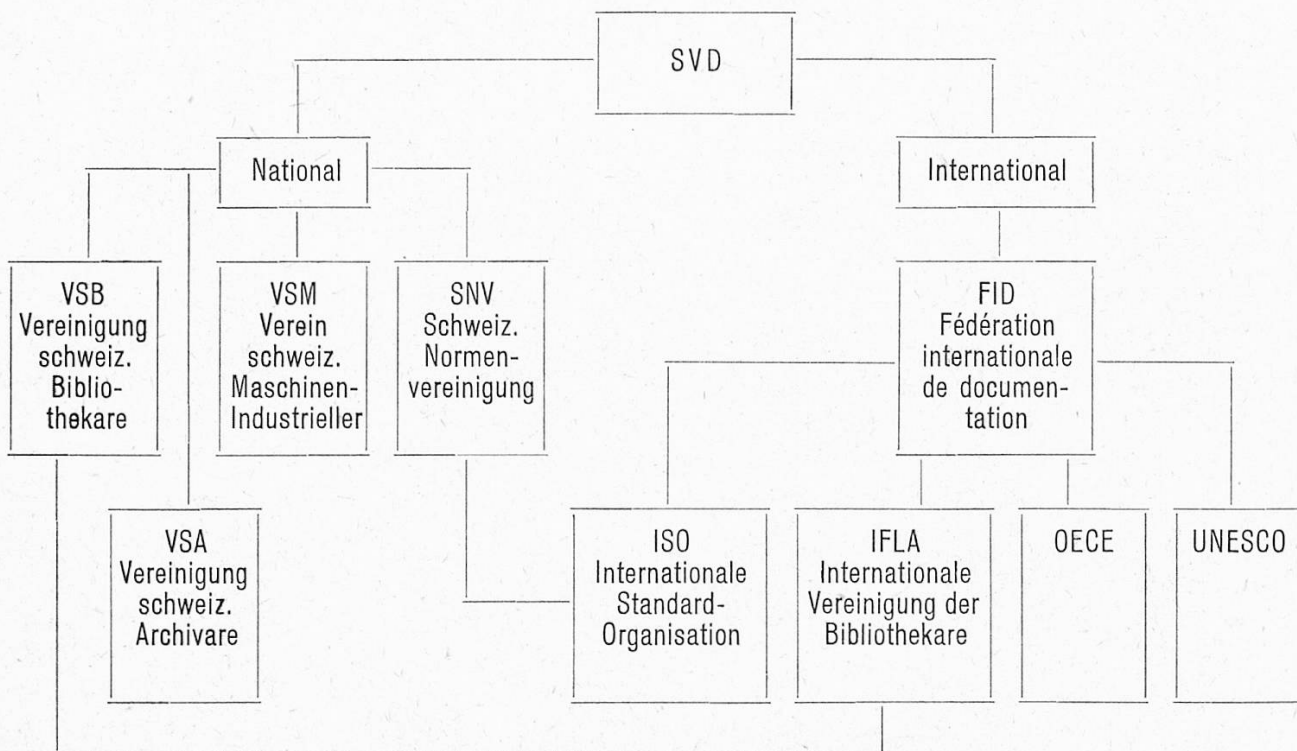 SVD
National
International
VSB
Vereinigung
schweiz.
Biblio-
thekare
VSM
Verein
schweiz.
Maschinen-
Industrieller
SNV
Schweiz.
Normen-
vereinigung
FID
Fédération
internationale
de documen-
tation
VSA
Vereinigung
schweiz.
Archivare
ISO
Internationale
Standard-
Organisation
IFLA
Internationale
Vereinigung der
Bibliothekare
OECE
UNESCO